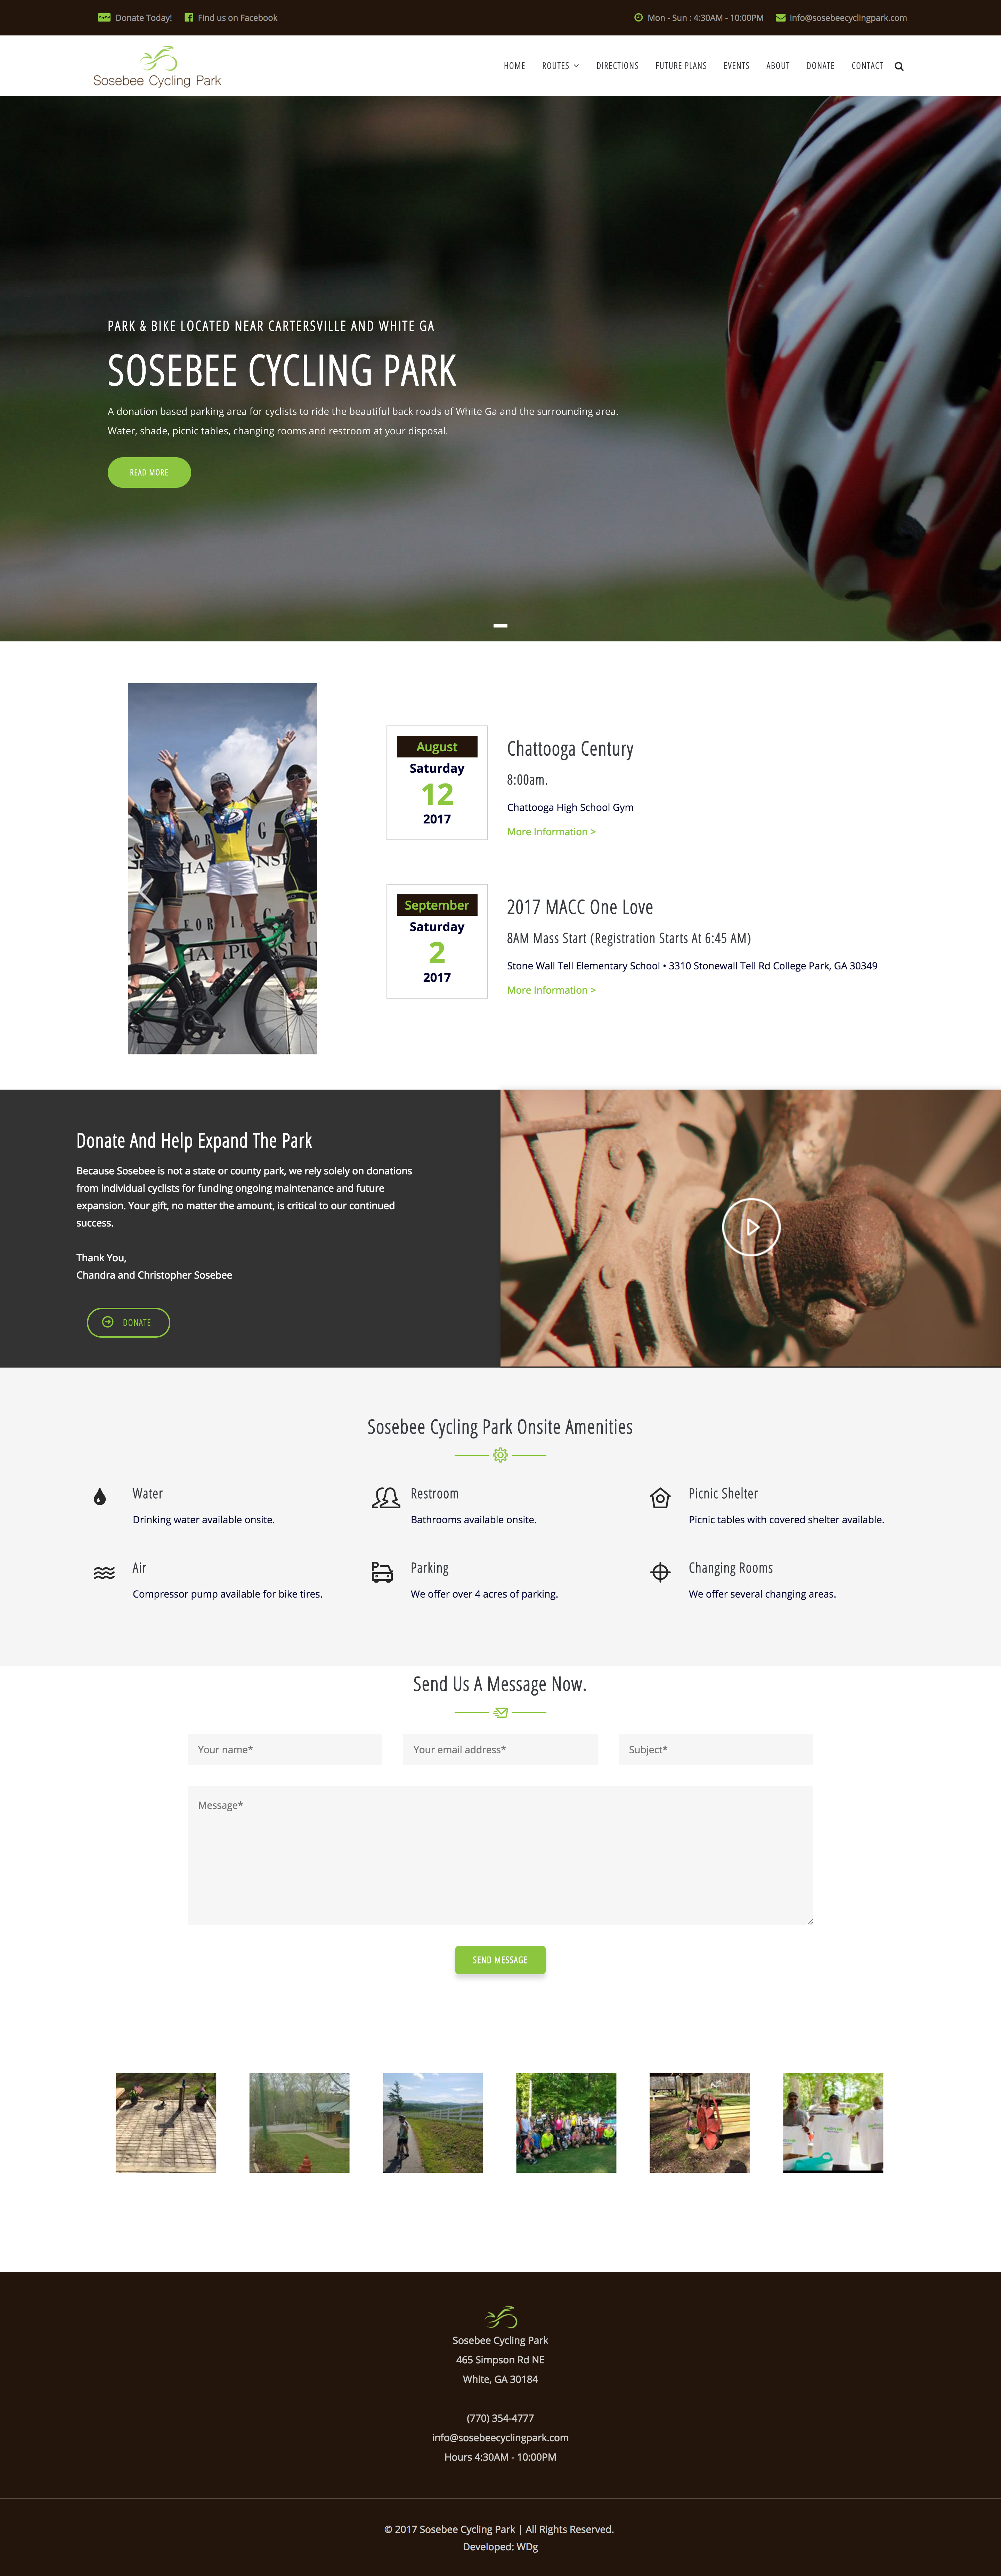 Donate Today! Find us on Facebook Mon - Sun : 4:30AM - 10:00PM info@sosebeecyclingpark.com
Sosebee Cycling Park
HOME ROUTES DIRECTIONS FUTURE PLANS EVENTS ABOUT DONATE CONTACT
PARK & BIKE LOCATED NEAR CARTERSVILLE AND WHITE GA
SOSEBEE CYCLING PARK
A donation based parking area for cyclists to ride the beautiful back roads of White Ga and the surrounding area.
Water, shade, picnic tables, changing rooms and restroom at your disposal.
READ MORE
August
Saturday
12
2017
Chattooga Century
8:00am.
Chattooga High School Gym
More Information >
September
Saturday
2
2017
2017 MACC One Love
8AM Mass Start (Registration Starts At 6:45 AM)
Stone Wall Tell Elementary School • 3310 Stonewall Tell Rd College Park, GA 30349
More Information >
Donate And Help Expand The Park
Because Sosebee is not a state or county park, we rely solely on donations
from individual cyclists for funding ongoing maintenance and future
expansion. Your gift, no matter the amount, is critical to our continued
success.
Thank You,
Chandra and Christopher Sosebee
DONATE
Sosebee Cycling Park Onsite Amenities
Water
Drinking water available onsite.
Restroom
Bathrooms available onsite.
Picnic Shelter
Picnic tables with covered shelter available.
Air
Compressor pump available for bike tires.
Parking
We offer over 4 acres of parking.
Changing Rooms
We offer several changing areas.
Send Us A Message Now.
Your name* Your email address* Subject*
Message*
SEND MESSAGE
Sosebee Cycling Park
465 Simpson Rd NE
White, GA 30184
(770) 354-4777
info@sosebeecyclingpark.com
Hours 4:30AM - 10:00PM
© 2017 Sosebee Cycling Park | All Rights Reserved.
Developed: WDg